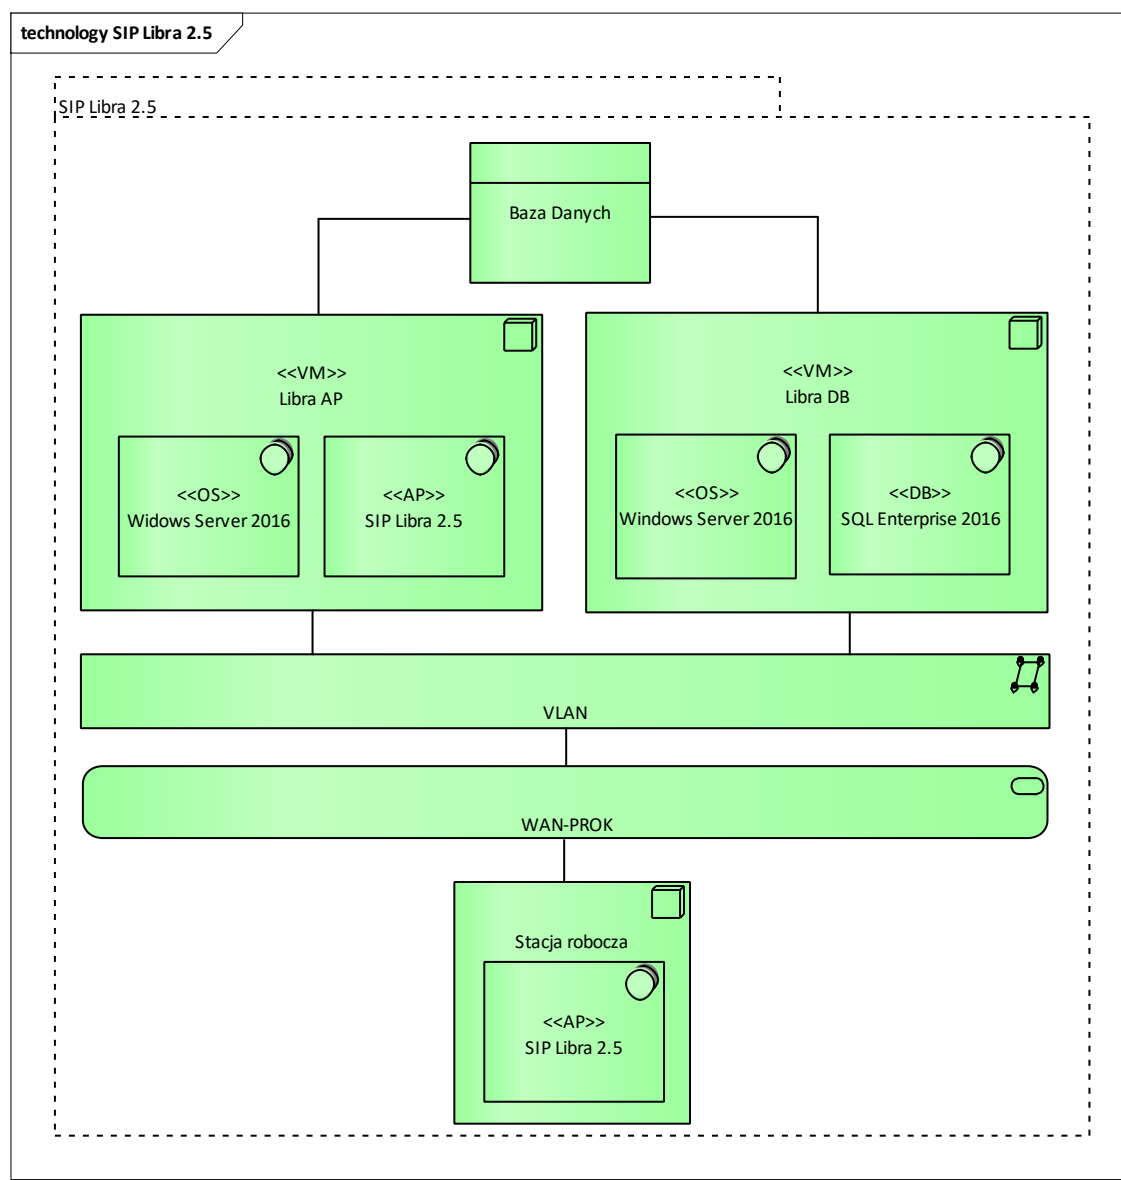 technology SIP Libra 2.5
SIP Libra 2.5
Baza Danych
<<VM>>
Libra AP
<<OS>>
Widows Server 2016
<<AP>>
SIP Libra 2.5
<<VM>>
Libra DB
<<OS>>
Windows Server 2016
<<DB>>
SQL Enterprise 2016
VLAN
WAN-PROK
Stacja robocza
<<AP>>
SIP Libra 2.5